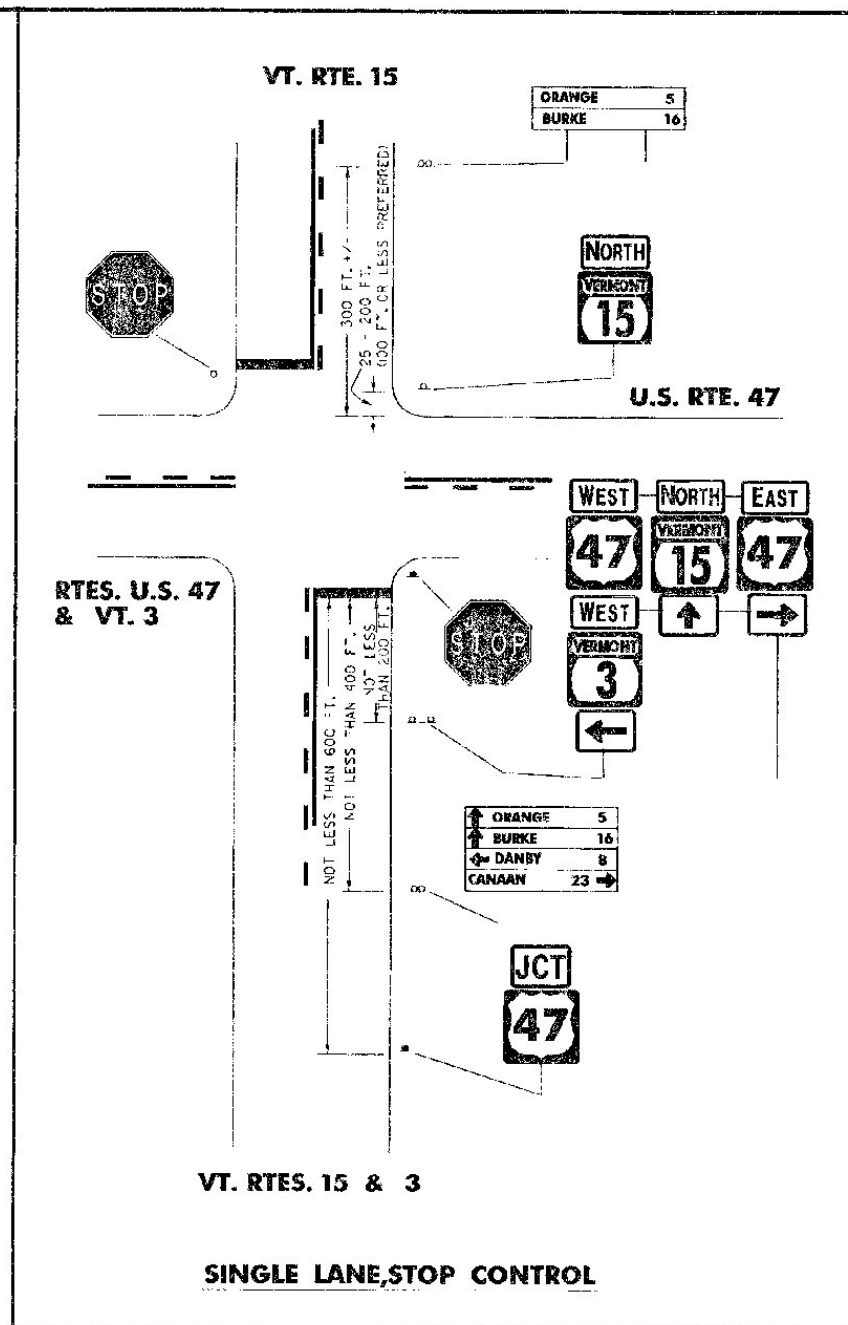 VT. RTE. 15
ORANGE 5
BURKE 16
STOP
300 FT. +/-
25 - 200 FT.
(100 FT. OR LESS PREFERRED)
NORTH
VERMONT
15
U.S. RTE. 47
WEST NORTH EAST
47 VERMONT 15 47
RTES. U.S. 47
& VT. 3
WEST
VERMONT
3
STOP
NOT LESS
THAN 200 FT.
NOT LESS THAN 400 FT.
NOT LESS THAN 600 FT.
↑ ORANGE 5
↑ BURKE 16
← DANBY 8
CANAAN 23 →
JCT
47
VT. RTES. 15 & 3
SINGLE LANE,STOP CONTROL